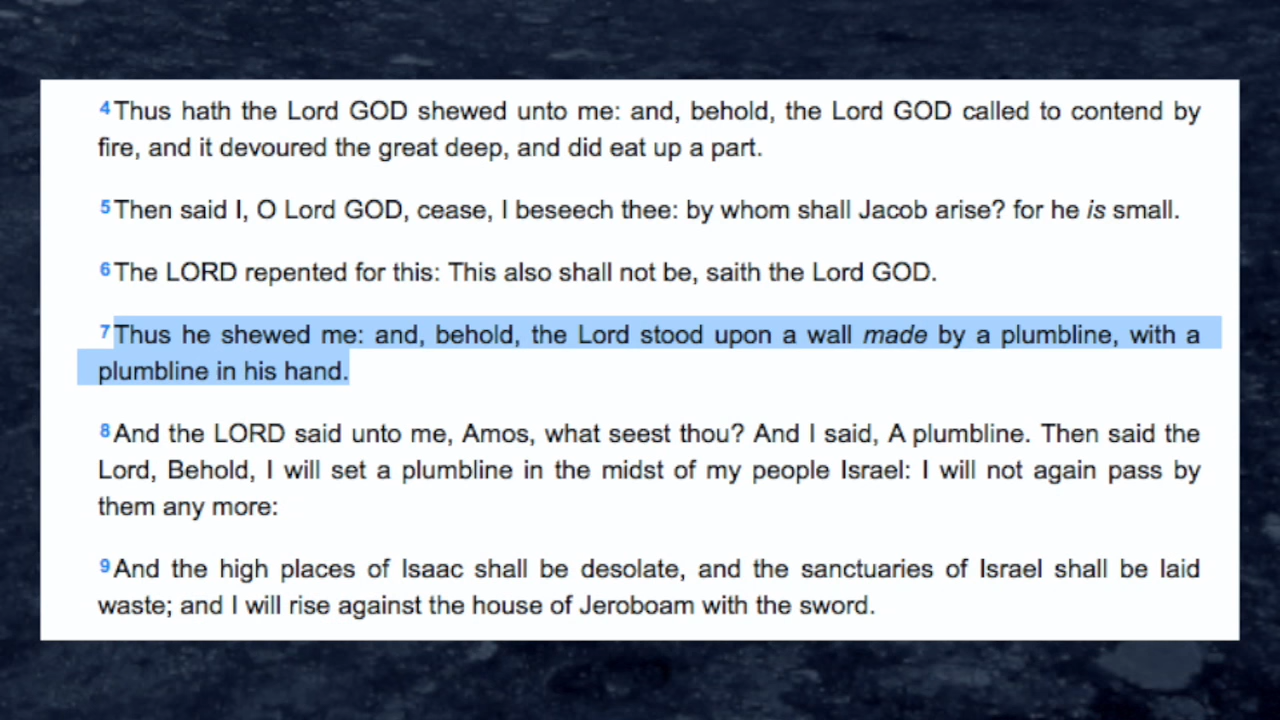 4Thus hath the Lord GOD shewed unto me: and, behold, the Lord GOD called to contend by
fire, and it devoured the great deep, and did eat up a part.
5Then said I, O Lord GOD, cease, I beseech thee: by whom shall Jacob arise? for he is small.
6The LORD repented for this: This also shall not be, saith the Lord GOD.
7Thus he shewed me: and, behold, the Lord stood upon a wall made by a plumbline, with a
plumbline in his hand.
8And the LORD said unto me, Amos, what seest thou? And I said, A plumbline. Then said the
Lord, Behold, I will set a plumbline in the midst of my people Israel: I will not again pass by
them any more:
9And the high places of Isaac shall be desolate, and the sanctuaries of Israel shall be laid
waste; and I will rise against the house of Jeroboam with the sword.